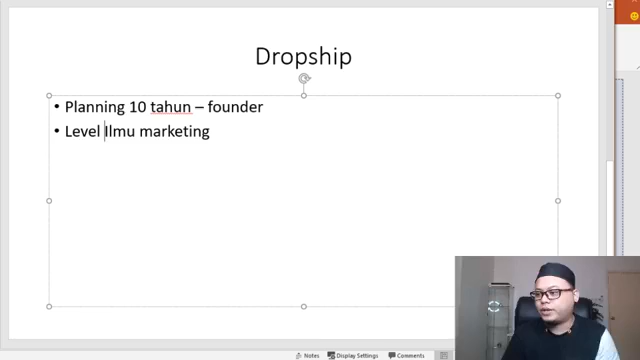 Dropship
• Planning 10 tahun – founder
• Level Ilmu marketing
Notes Display Settings Comments